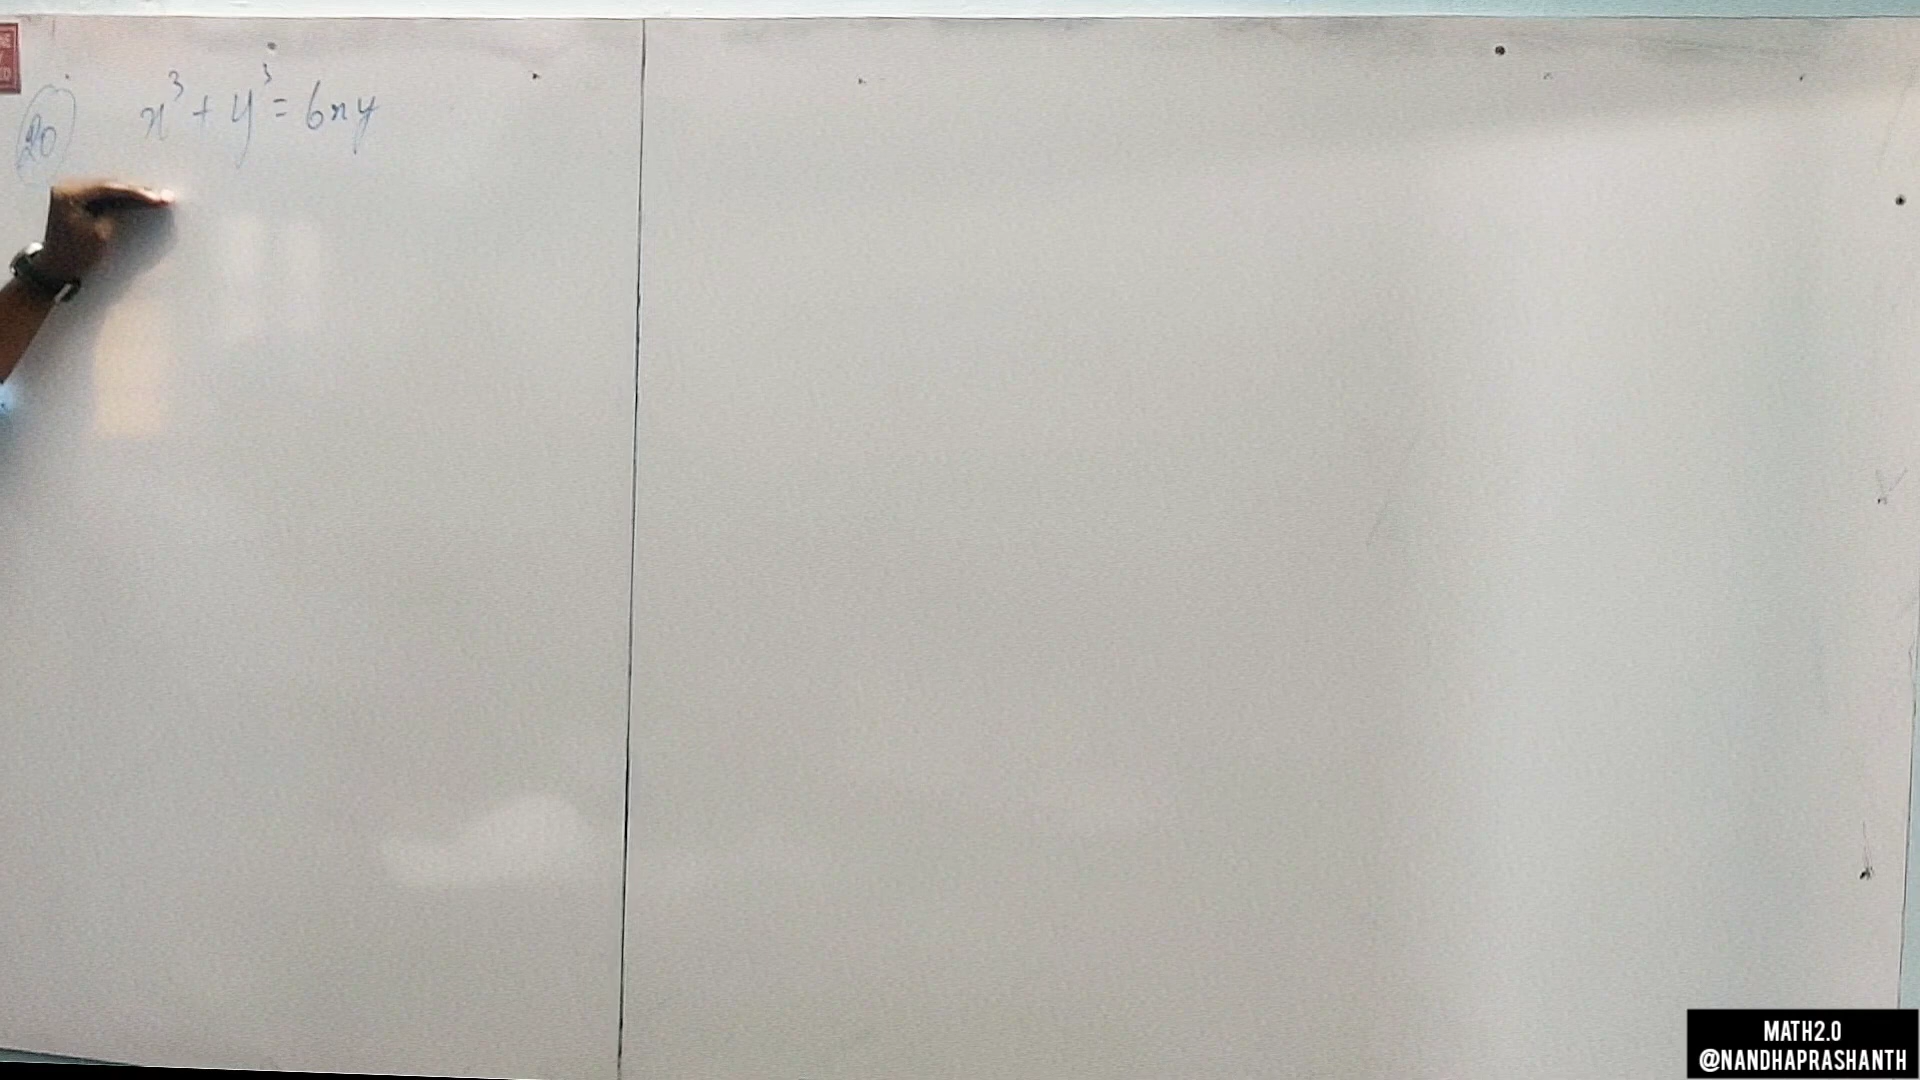 20) x³ + y³ = 6xy
MATH2.0
@NANDHAPRASHANTH